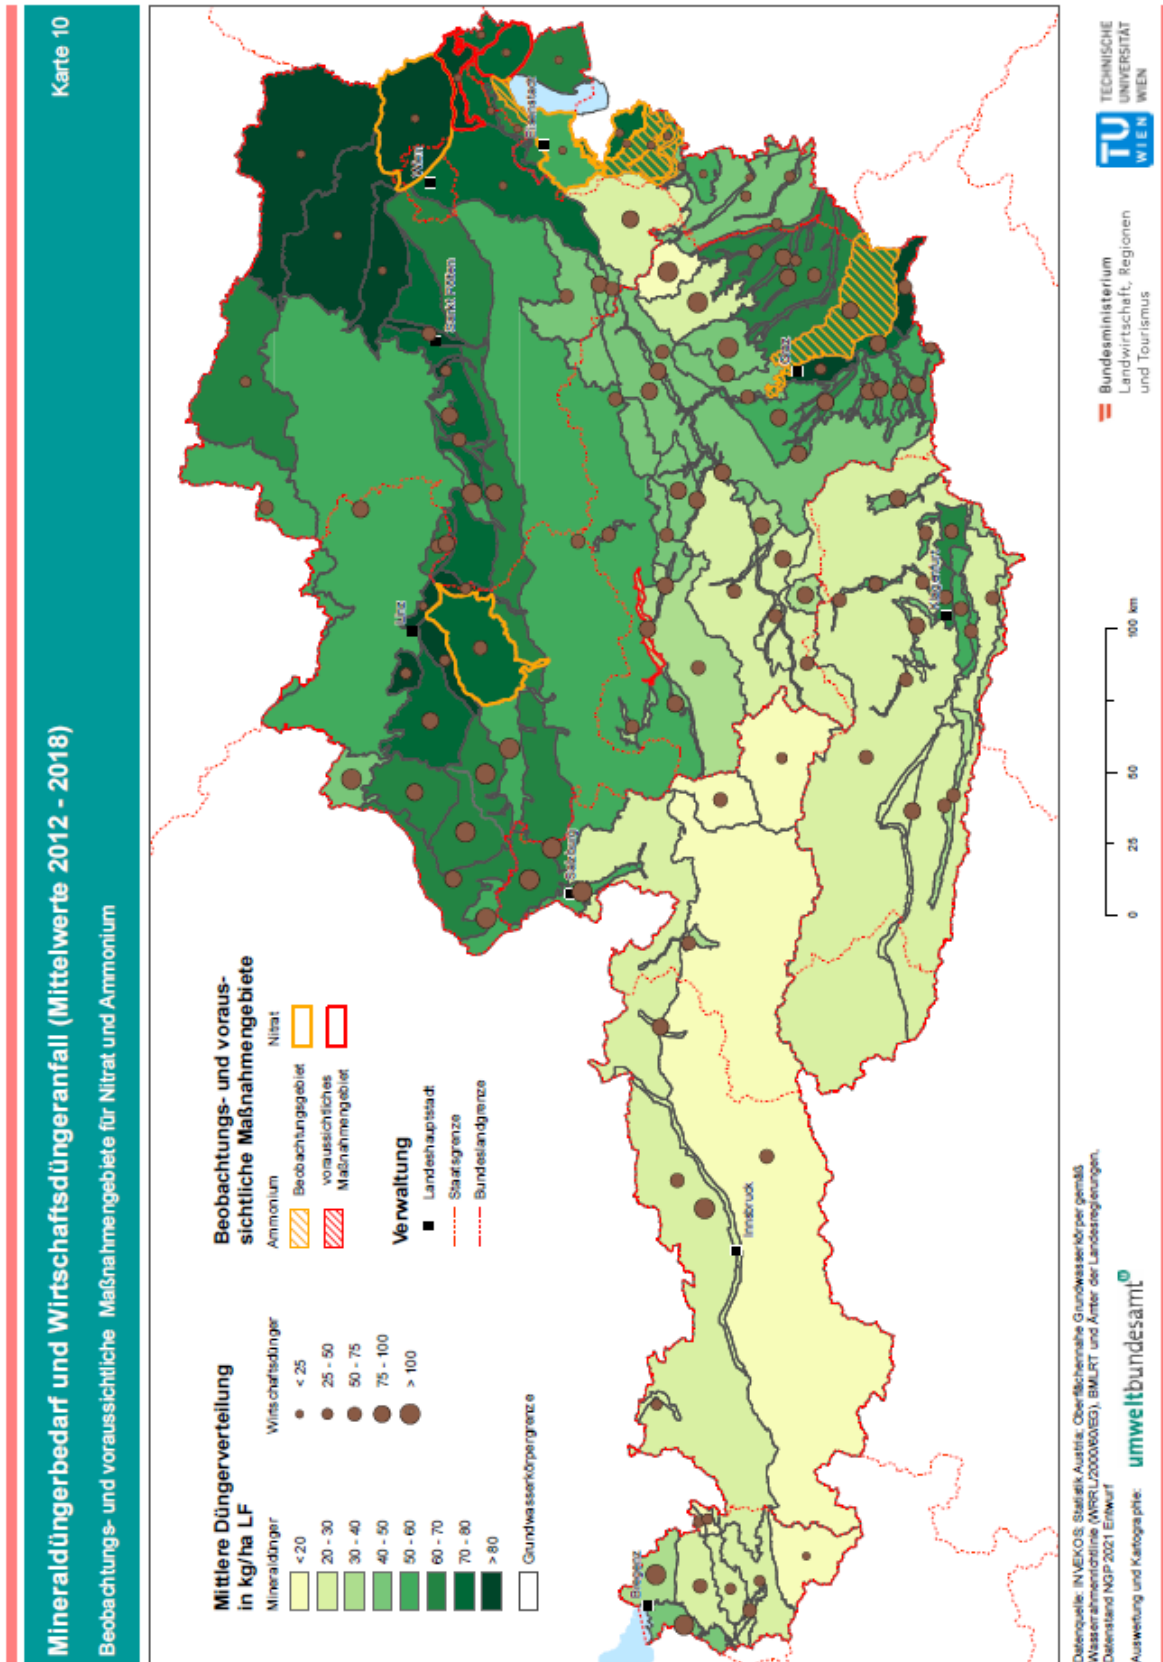 Mineraldüngerbedarf und Wirtschaftsdüngeranfall (Mittelwerte 2012 - 2018)
Karte 10
Beobachtungs- und voraussichtliche Maßnahmengebiete für Nitrat und Ammonium
Mittlere Düngerverteilung
in kg/ha LF
Mineraldünger
< 20
20 - 30
30 - 40
40 - 50
50 - 60
60 - 70
70 - 80
> 80
Grundwasserkörpergrenze
Wirtschaftsdünger
< 25
25 - 50
50 - 75
75 - 100
> 100
Beobachtungs- und voraus-
sichtliche Maßnahmengebiete
Ammonium
Nitrat
Beobachtungsgebiet
voraussichtliches
Maßnahmengebiet
Verwaltung
Landeshauptstadt
Staatsgrenze
Bundeslandgrenze
Bregenz
Innsbruck
Salzburg
Linz
Sankt Pölten
Wien
Eisenstadt
Graz
Klagenfurt
0
25
50
100 km
Datenquelle: INVEKOS; Statistik Austria; Oberflächennahe Grundwasserkörper gemäß
Wasserrahmenrichtlinie (WRRL/2000/60/EG), BMLRT und Ämter der Landesregierungen,
Datenstand NGP 2021 Entwurf
Auswertung und Kartographie:
umweltbundesamt
Bundesministerium
Landwirtschaft, Regionen
und Tourismus
TU
WIEN
TECHNISCHE
UNIVERSITÄT
WIEN